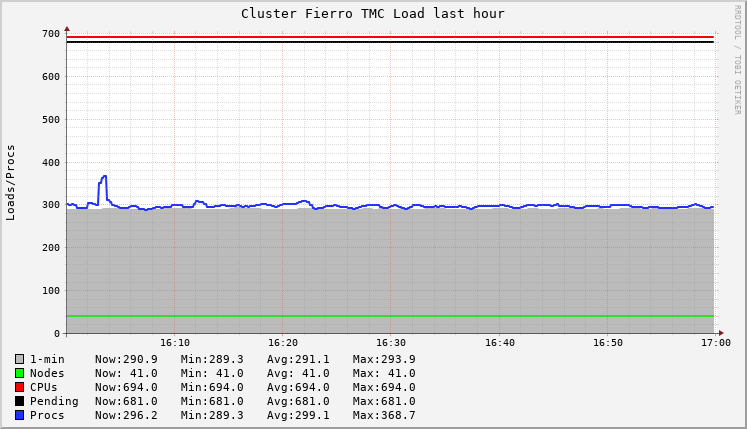 Cluster Fierro TMC Load last hour
RRDTOOL / TOBI OETIKER
Loads/Procs
700
600
500
400
300
200
100
0
16:10 16:20 16:30 16:40 16:50 17:00
1-min Now:290.9 Min:289.3 Avg:291.1 Max:293.9
Nodes Now: 41.0 Min: 41.0 Avg: 41.0 Max: 41.0
CPUs Now:694.0 Min:694.0 Avg:694.0 Max:694.0
Pending Now:681.0 Min:681.0 Avg:681.0 Max:681.0
Procs Now:296.2 Min:289.3 Avg:299.1 Max:368.7